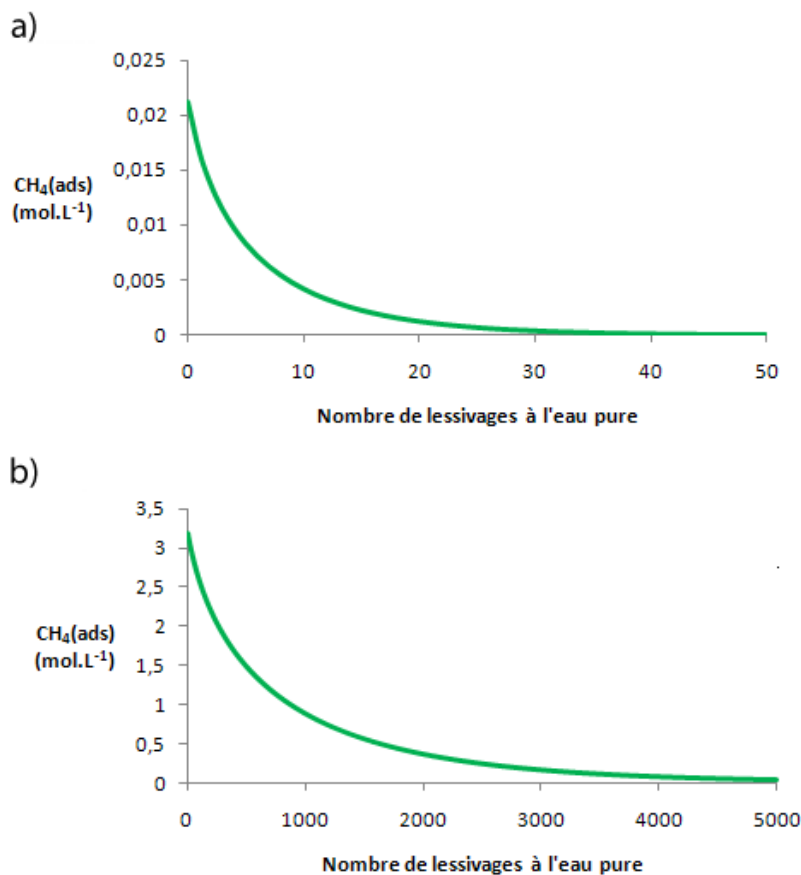 a)
0,025
0,02
0,015
0,01
0,005
0
CH₄(ads)
(mol.L⁻¹)
0 10 20 30 40 50
Nombre de lessivages à l'eau pure
b)
3,5
3
2,5
2
1,5
1
0,5
0
CH₄(ads)
(mol.L⁻¹)
0 1000 2000 3000 4000 5000
Nombre de lessivages à l'eau pure